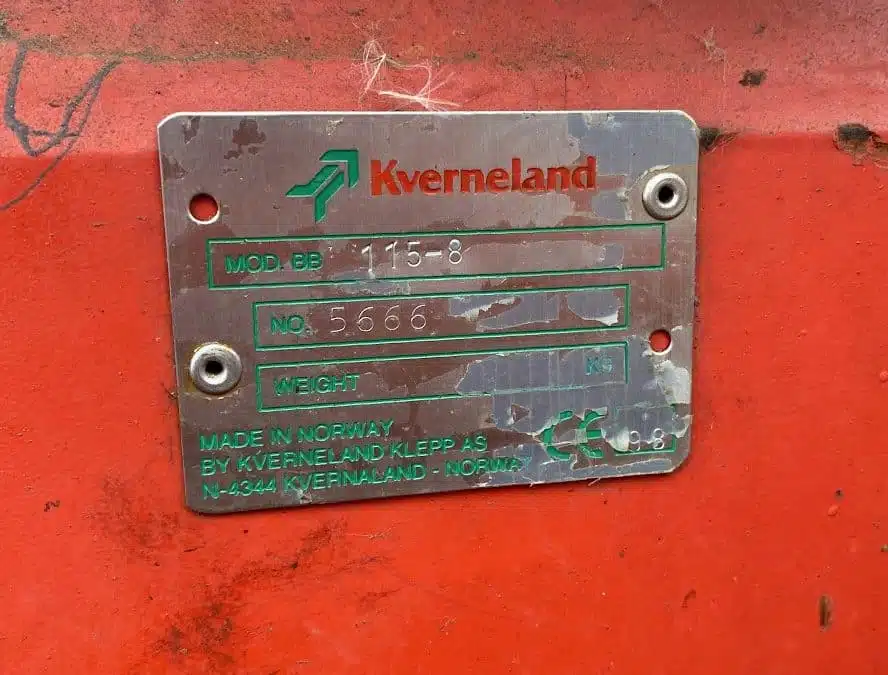 Kverneland
MOD. BB 115-8
NO. 5666
WEIGHT KG
MADE IN NORWAY
BY KVERNELAND KLEPP AS
N-4344 KVERNALAND - NORWAY
CE 98